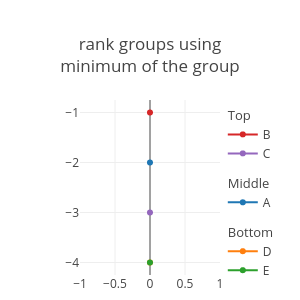 rank groups using
minimum of the group
−1
−2
−3
−4
−1
−0.5
0
0.5
1
Top
B
C
Middle
A
Bottom
D
E